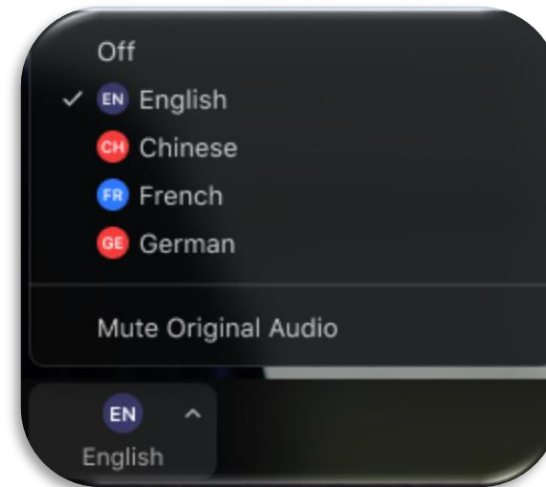 Off
EN English
CH Chinese
FR French
GE German
Mute Original Audio
EN
English